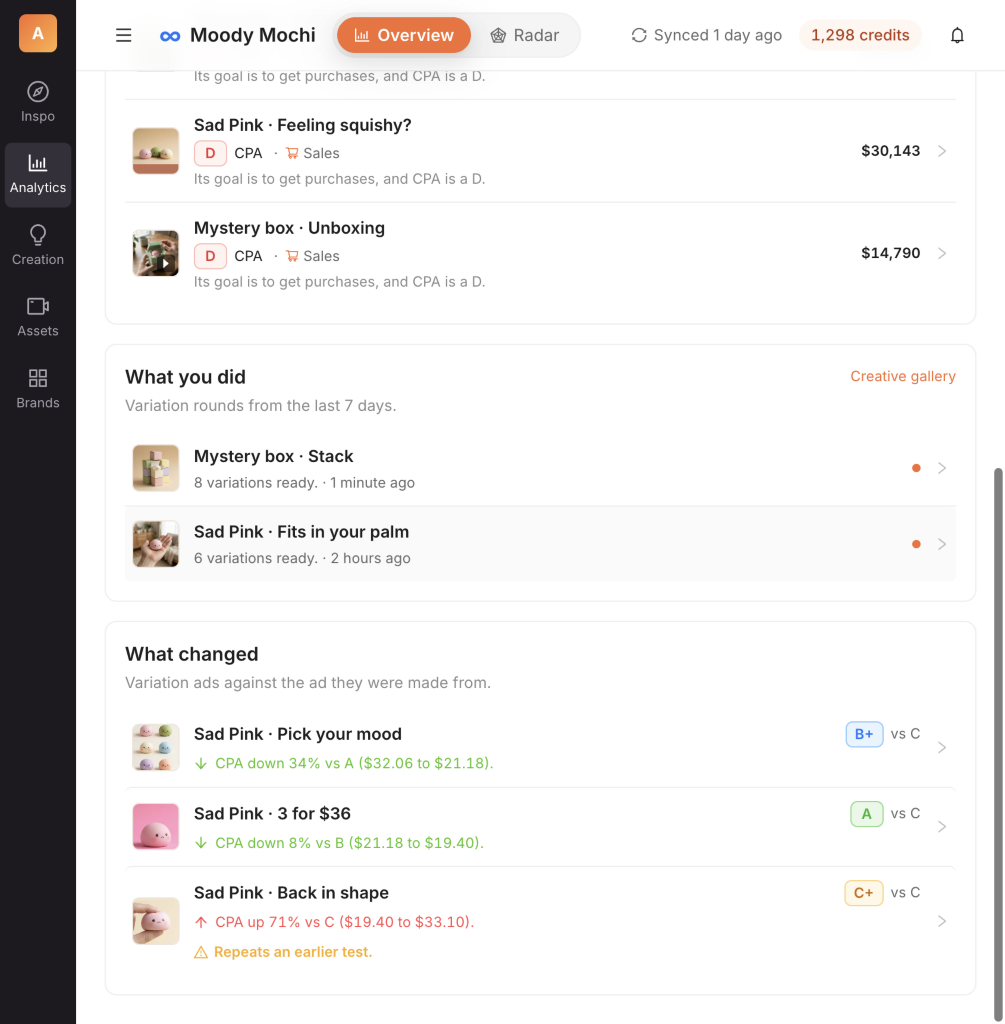 A
Moody Mochi
Overview
Radar
Synced 1 day ago
1,298 credits
Inspo
Analytics
Creation
Assets
Brands
Its goal is to get purchases, and CPA is a D.
Sad Pink · Feeling squishy?
D CPA · Sales
Its goal is to get purchases, and CPA is a D.
$30,143
Mystery box · Unboxing
D CPA · Sales
Its goal is to get purchases, and CPA is a D.
$14,790
What you did
Creative gallery
Variation rounds from the last 7 days.
Mystery box · Stack
8 variations ready. · 1 minute ago
Sad Pink · Fits in your palm
6 variations ready. · 2 hours ago
What changed
Variation ads against the ad they were made from.
Sad Pink · Pick your mood
B+ vs C
CPA down 34% vs A ($32.06 to $21.18).
Sad Pink · 3 for $36
A vs C
CPA down 8% vs B ($21.18 to $19.40).
Sad Pink · Back in shape
C+ vs C
CPA up 71% vs C ($19.40 to $33.10).
Repeats an earlier test.